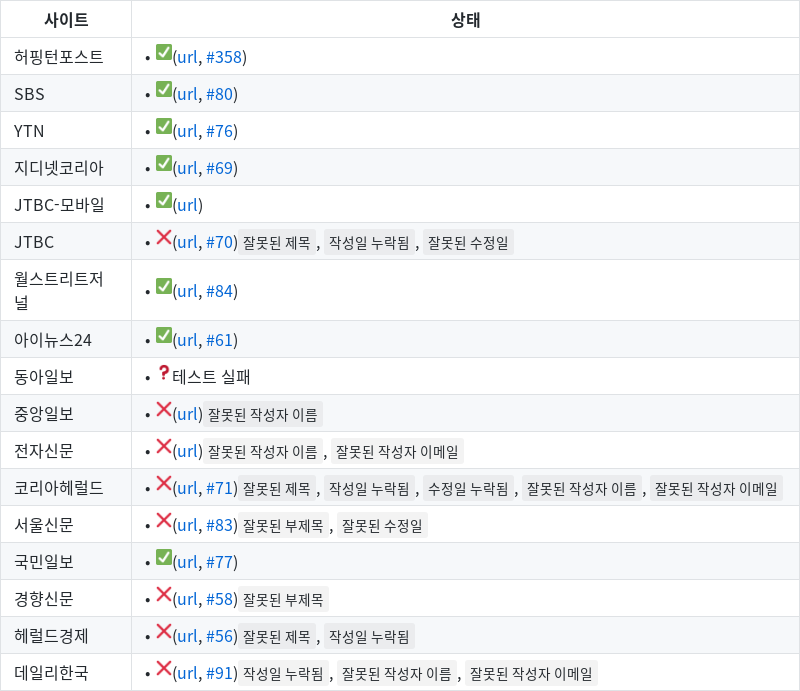 사이트 상태
허핑턴포스트 • ✅(url, #358)
SBS • ✅(url, #80)
YTN • ✅(url, #76)
지디넷코리아 • ✅(url, #69)
JTBC-모바일 • ✅(url)
JTBC • ❌(url, #70) 잘못된 제목 , 작성일 누락됨 , 잘못된 수정일
월스트리트저
널 • ✅(url, #84)
아이뉴스24 • ✅(url, #61)
동아일보 • ❓테스트 실패
중앙일보 • ❌(url) 잘못된 작성자 이름
전자신문 • ❌(url) 잘못된 작성자 이름 , 잘못된 작성자 이메일
코리아헤럴드 • ❌(url, #71) 잘못된 제목 , 작성일 누락됨 , 수정일 누락됨 , 잘못된 작성자 이름 , 잘못된 작성자 이메일
서울신문 • ❌(url, #83) 잘못된 부제목 , 잘못된 수정일
국민일보 • ✅(url, #77)
경향신문 • ❌(url, #58) 잘못된 부제목
헤럴드경제 • ❌(url, #56) 잘못된 제목 , 작성일 누락됨
데일리한국 • ❌(url, #91) 작성일 누락됨 , 잘못된 작성자 이름 , 잘못된 작성자 이메일